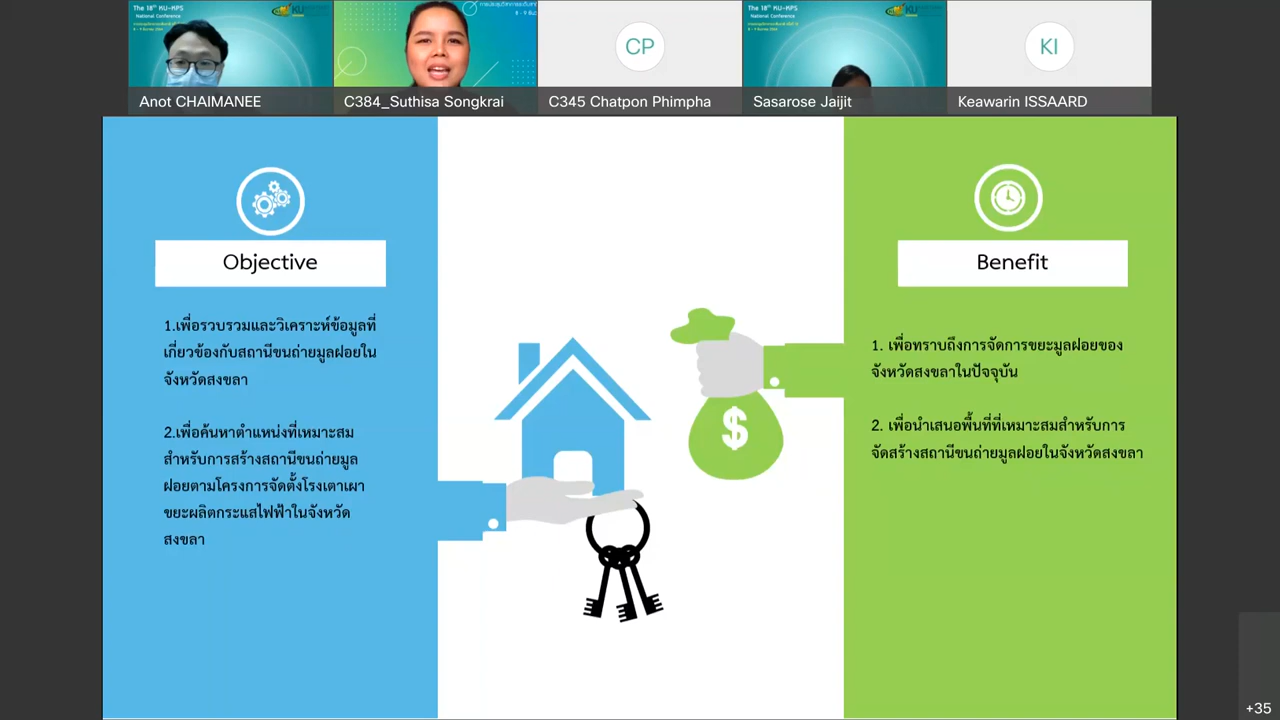 The 18th KU-KPS
National Conference
Anot CHAIMANEE
C384_Suthisa Songkrai
CP
C345 Chatpon Phimpha
The 18th KU-KPS
National Conference
Sasarose Jaijit
KI
Keawarin ISSAARD
Objective
1.เพื่อรวบรวมและวิเคราะห์ข้อมูลที่
เกี่ยวข้องกับสถานีขนถ่ายมูลฝอยใน
จังหวัดสงขลา
2.เพื่อค้นหาตำแหน่งที่เหมาะสม
สำหรับการสร้างสถานีขนถ่ายมูล
ฝอยตามโครงการจัดตั้งโรงเตาเผา
ขยะผลิตกระแสไฟฟ้าในจังหวัด
สงขลา
$
Benefit
1. เพื่อทราบถึงการจัดการขยะมูลฝอยของ
จังหวัดสงขลาในปัจจุบัน
2. เพื่อนำเสนอพื้นที่ที่เหมาะสมสำหรับการ
จัดสร้างสถานีขนถ่ายมูลฝอยในจังหวัดสงขลา
+35